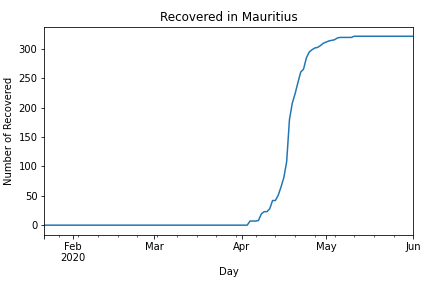 Recovered in Mauritius
Number of Recovered
300
250
200
150
100
50
0
Feb
2020
Mar
Apr
May
Jun
Day